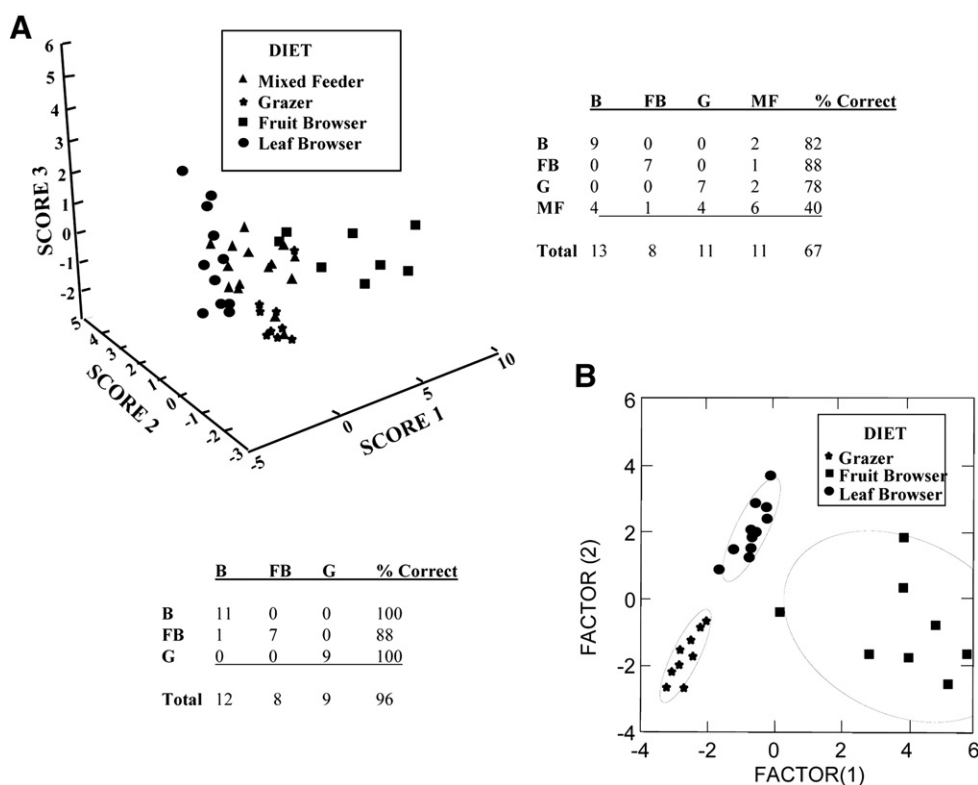 A
6
5
4
3
2
1
0
-1
-2
SCORE 3
5
4
3
2
1
0
-1
-2
-3
SCORE 2
-5
0
5
10
SCORE 1
DIET
Mixed Feeder
Grazer
Fruit Browser
Leaf Browser
B FB G MF % Correct
B 9 0 0 2 82
FB 0 7 0 1 88
G 0 0 7 2 78
MF 4 1 4 6 40
Total 13 8 11 11 67
B FB G % Correct
B 11 0 0 100
FB 1 7 0 88
G 0 0 9 100
Total 12 8 9 96
B
6
4
2
0
-2
-4
FACTOR (2)
DIET
Grazer
Fruit Browser
Leaf Browser
-4 -2 0 2 4 6
FACTOR(1)